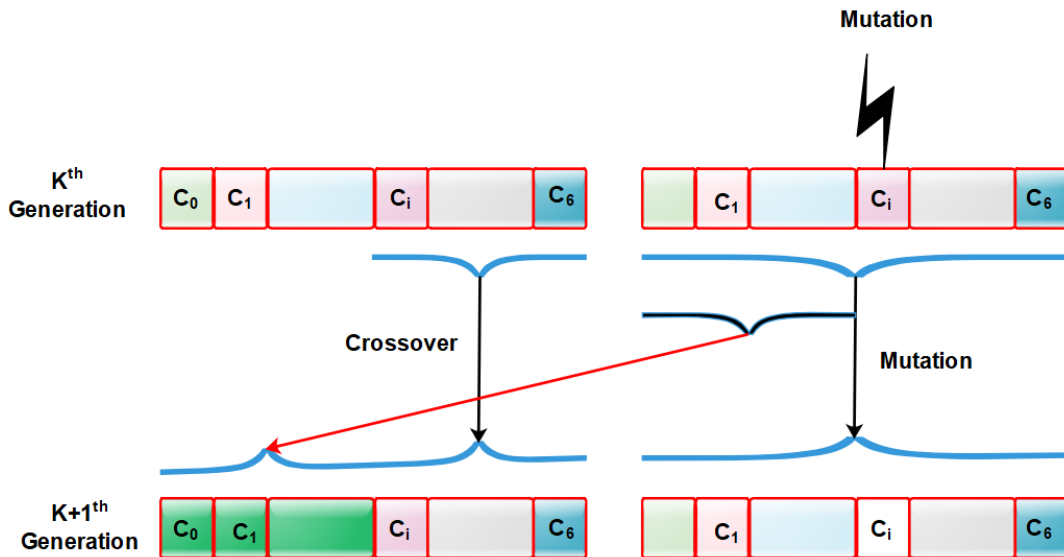 Mutation
Kᵗʰ
Generation
C₀ C₁ Cᵢ C₆ C₁ Cᵢ C₆
Crossover
Mutation
K+1ᵗʰ
Generation
C₀ C₁ Cᵢ C₆ C₁ Cᵢ C₆